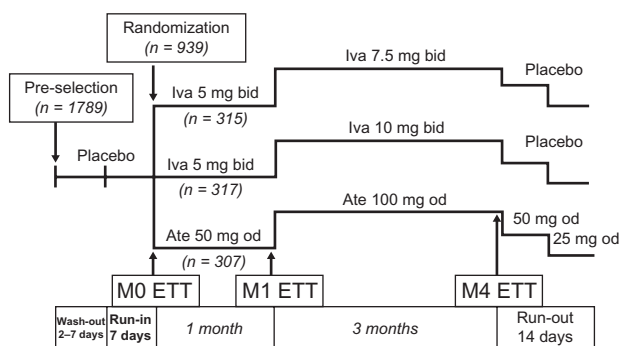 Randomization
(n = 939)
Pre-selection
(n = 1789)
Placebo
Iva 5 mg bid
(n = 315)
Iva 7.5 mg bid
Placebo
Iva 5 mg bid
(n = 317)
Iva 10 mg bid
Placebo
Ate 50 mg od
(n = 307)
Ate 100 mg od
50 mg od
25 mg od
M0 ETT
M1 ETT
M4 ETT
Wash-out
2–7 days
Run-in
7 days
1 month
3 months
Run-out
14 days